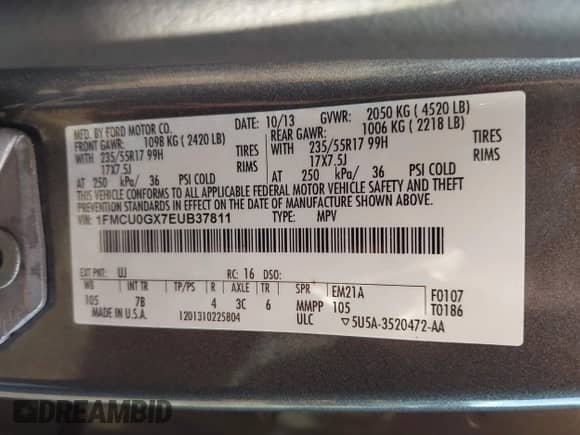 MFD. BY FORD MOTOR CO.
DATE: 10/13 GVWR: 2050 KG ( 4520 LB)
FRONT GAWR: 1098 KG ( 2420 LB)
REAR GAWR: 1006 KG ( 2218 LB)
WITH 235/55R17 99H TIRES
WITH 235/55R17 99H TIRES
17X7.5J RIMS
17X7.5J RIMS
AT 250 kPa/ 36 PSI COLD
AT 250 kPa/ 36 PSI COLD
THIS VEHICLE CONFORMS TO ALL APPLICABLE FEDERAL MOTOR VEHICLE SAFETY AND THEFT
PREVENTION STANDARDS IN EFFECT ON THE DATE OF MANUFACTURE SHOWN ABOVE.
VIN: 1FMCU0GX7EUB37811 TYPE: MPV
EXT PNT: UJ RC: 16 DSO:
WB INT TR TP/PS R AXLE TR SPR EM21A F0107
105 7B 4 3C 6 MMPP 105 T0186
MADE IN U.S.A. 1201310225804 ULC ▽5U5A-3520472-AA
DREAMBID